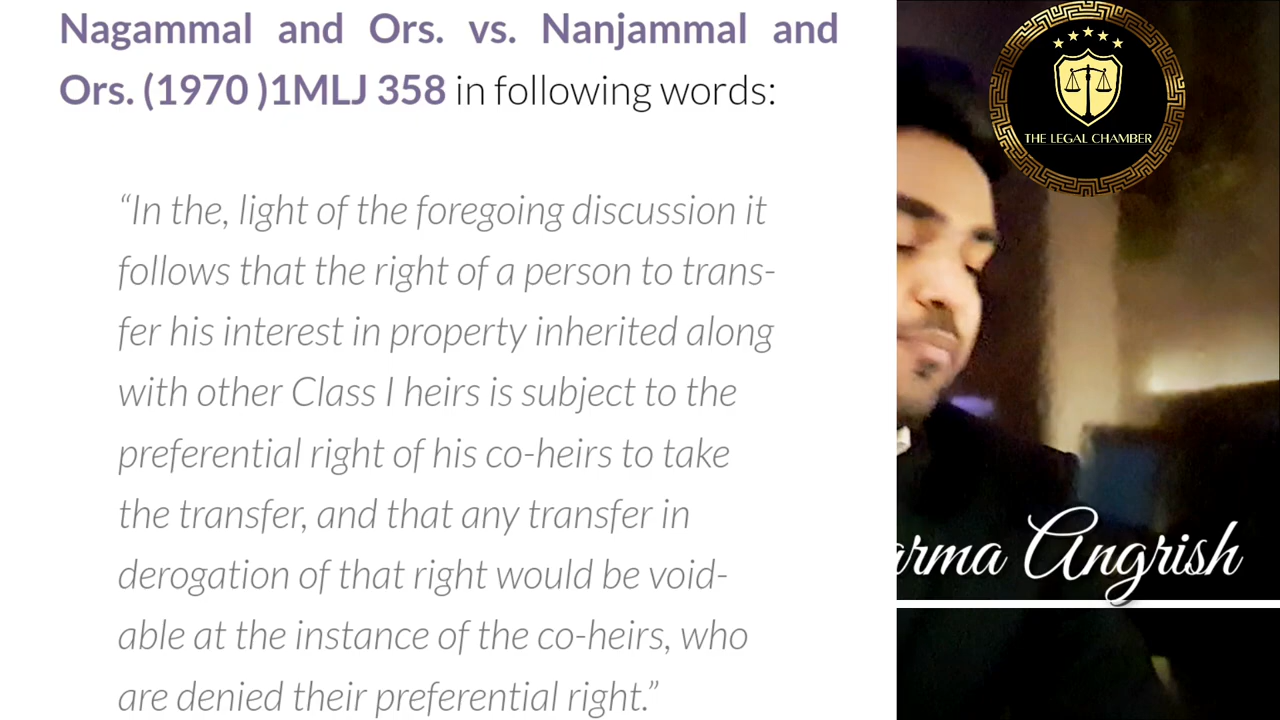 Nagammal and Ors. vs. Nanjammal and
Ors. (1970 )1MLJ 358 in following words:
“In the, light of the foregoing discussion it
follows that the right of a person to trans-
fer his interest in property inherited along
with other Class I heirs is subject to the
preferential right of his co-heirs to take
the transfer, and that any transfer in
derogation of that right would be void-
able at the instance of the co-heirs, who
are denied their preferential right.”
THE LEGAL CHAMBER
arma Angrish